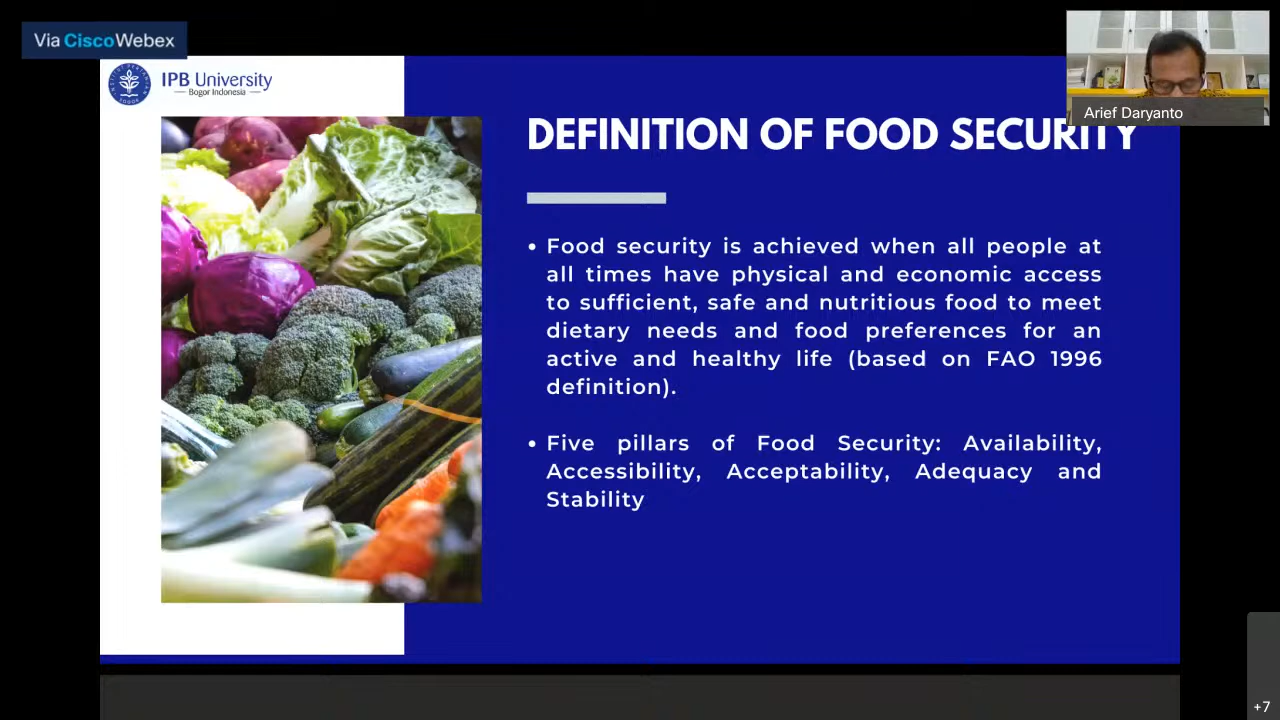 Via Cisco Webex
IPB University
Bogor Indonesia
Arief Daryanto
DEFINITION OF FOOD SECURITY
• Food security is achieved when all people at
all times have physical and economic access
to sufficient, safe and nutritious food to meet
dietary needs and food preferences for an
active and healthy life (based on FAO 1996
definition).
• Five pillars of Food Security: Availability,
Accessibility, Acceptability, Adequacy and
Stability
+7